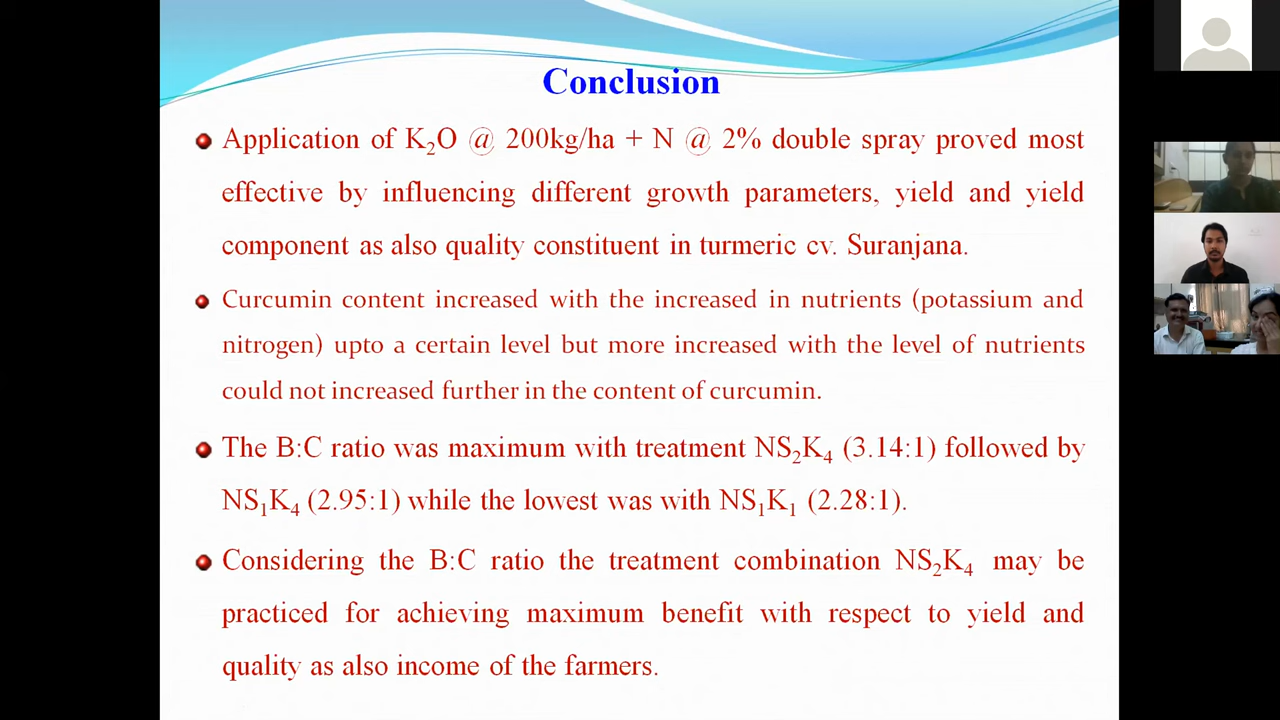 Conclusion
Application of K₂O @ 200kg/ha + N @ 2% double spray proved most
effective by influencing different growth parameters, yield and yield
component as also quality constituent in turmeric cv. Suranjana.
Curcumin content increased with the increased in nutrients (potassium and
nitrogen) upto a certain level but more increased with the level of nutrients
could not increased further in the content of curcumin.
The B:C ratio was maximum with treatment NS₂K₄ (3.14:1) followed by
NS₁K₄ (2.95:1) while the lowest was with NS₁K₁ (2.28:1).
Considering the B:C ratio the treatment combination NS₂K₄ may be
practiced for achieving maximum benefit with respect to yield and
quality as also income of the farmers.